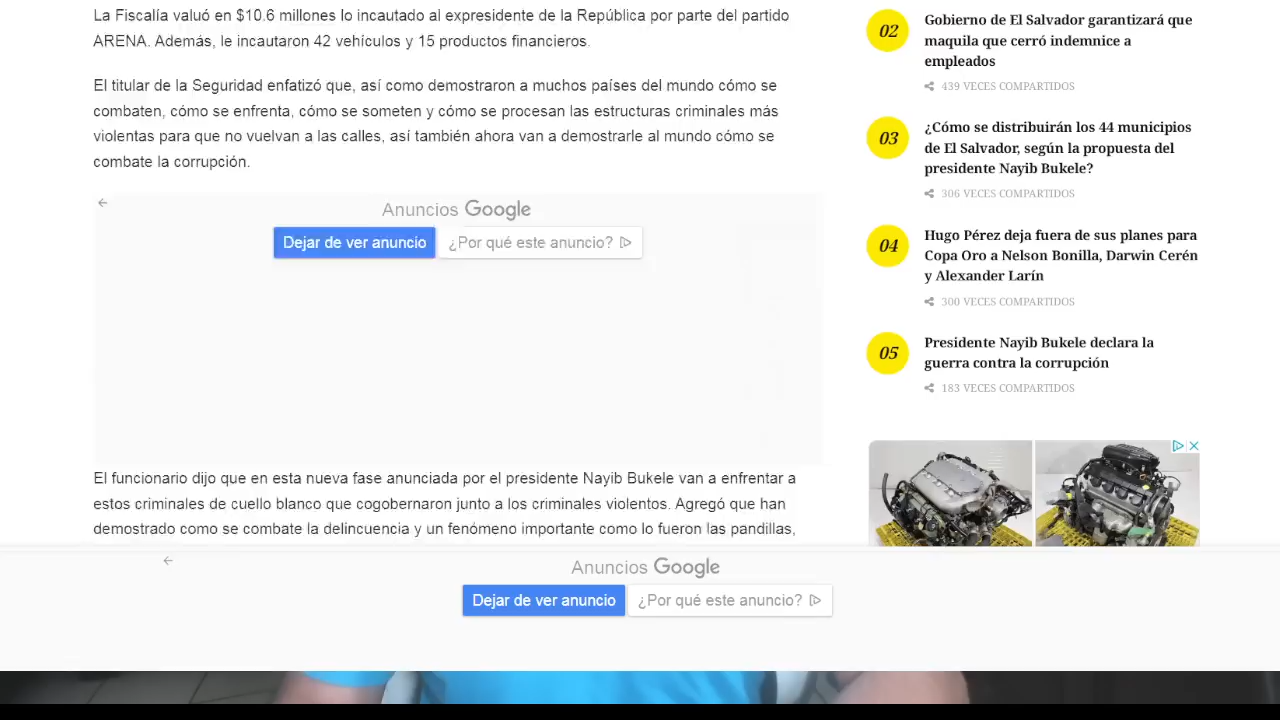 La Fiscalía valuó en $10.6 millones lo incautado al expresidente de la República por parte del partido
ARENA. Además, le incautaron 42 vehículos y 15 productos financieros.
El titular de la Seguridad enfatizó que, así como demostraron a muchos países del mundo cómo se
combaten, cómo se enfrenta, cómo se someten y cómo se procesan las estructuras criminales más
violentas para que no vuelvan a las calles, así también ahora van a demostrarle al mundo cómo se
combate la corrupción.
Anuncios Google
Dejar de ver anuncio
¿Por qué este anuncio?
El funcionario dijo que en esta nueva fase anunciada por el presidente Nayib Bukele van a enfrentar a
estos criminales de cuello blanco que cogobernaron junto a los criminales violentos. Agregó que han
demostrado como se combate la delincuencia y un fenómeno importante como lo fueron las pandillas,
02
Gobierno de El Salvador garantizará que
maquila que cerró indemnice a
empleados
439 VECES COMPARTIDOS
03
¿Cómo se distribuirán los 44 municipios
de El Salvador, según la propuesta del
presidente Nayib Bukele?
306 VECES COMPARTIDOS
04
Hugo Pérez deja fuera de sus planes para
Copa Oro a Nelson Bonilla, Darwin Cerén
y Alexander Larín
300 VECES COMPARTIDOS
05
Presidente Nayib Bukele declara la
guerra contra la corrupción
183 VECES COMPARTIDOS
Anuncios Google
Dejar de ver anuncio
¿Por qué este anuncio?